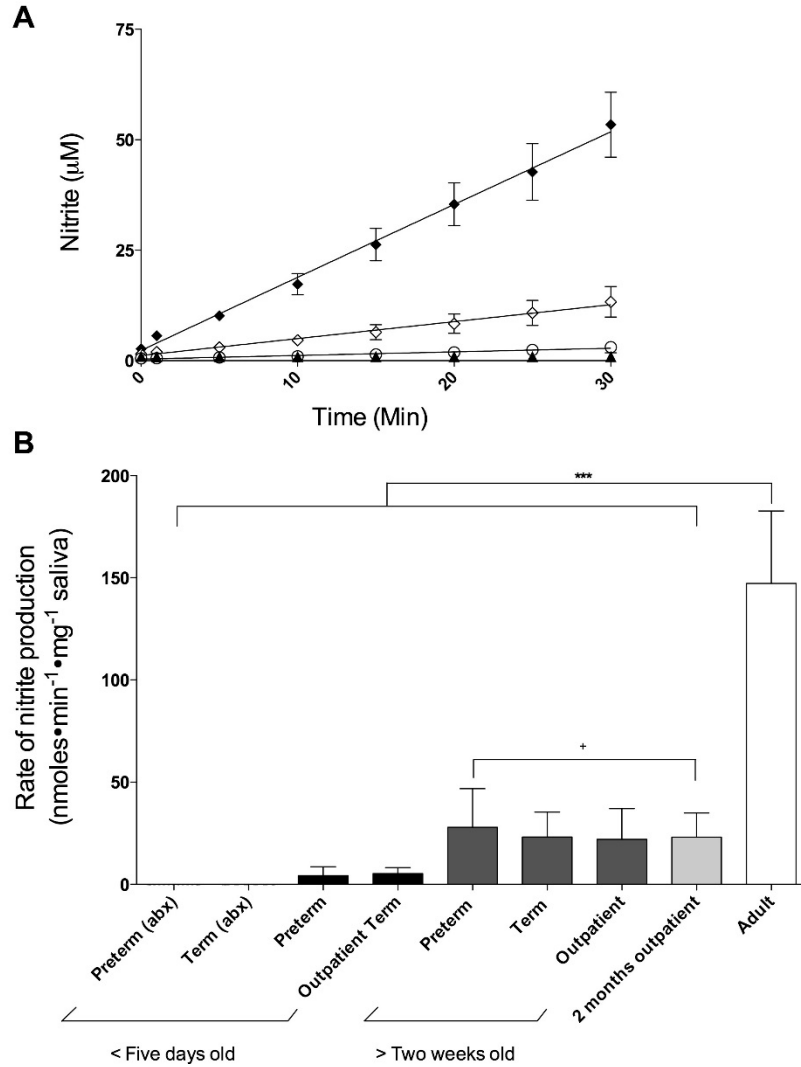 A
75
50
25
0
Nitrite (μM)
0
10
20
30
Time (Min)
B
200
150
100
50
0
Rate of nitrite production
(nmoles•min⁻¹•mg⁻¹ saliva)
***
+
Preterm (abx)
Term (abx)
Preterm
Outpatient Term
Preterm
Term
Outpatient
2 months outpatient
Adult
< Five days old
> Two weeks old